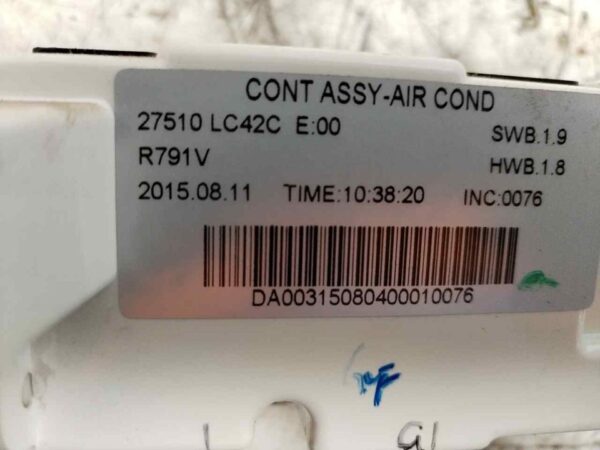 CONT ASSY-AIR COND
27510 LC42C E:00 SWB.1.9
R791V HWB.1.8
2015.08.11 TIME:10:38:20 INC:0076
DA00315080400010076